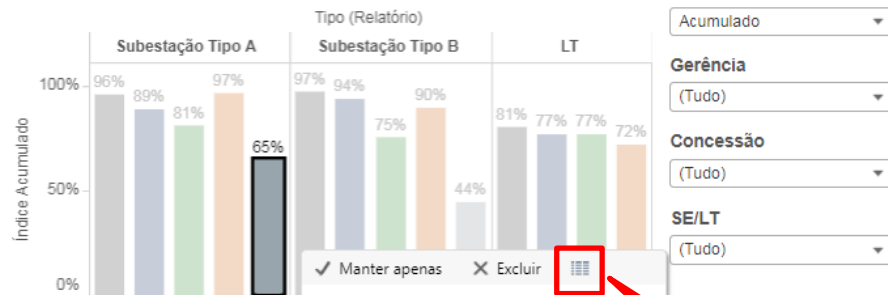 Tipo (Relatório)
Subestação Tipo A
Subestação Tipo B
LT
Índice Acumulado
100%
50%
0%
96%
89%
81%
97%
65%
97%
94%
75%
90%
44%
81%
77%
77%
72%
Manter apenas
Excluir
Acumulado
Gerência
(Tudo)
Concessão
(Tudo)
SE/LT
(Tudo)